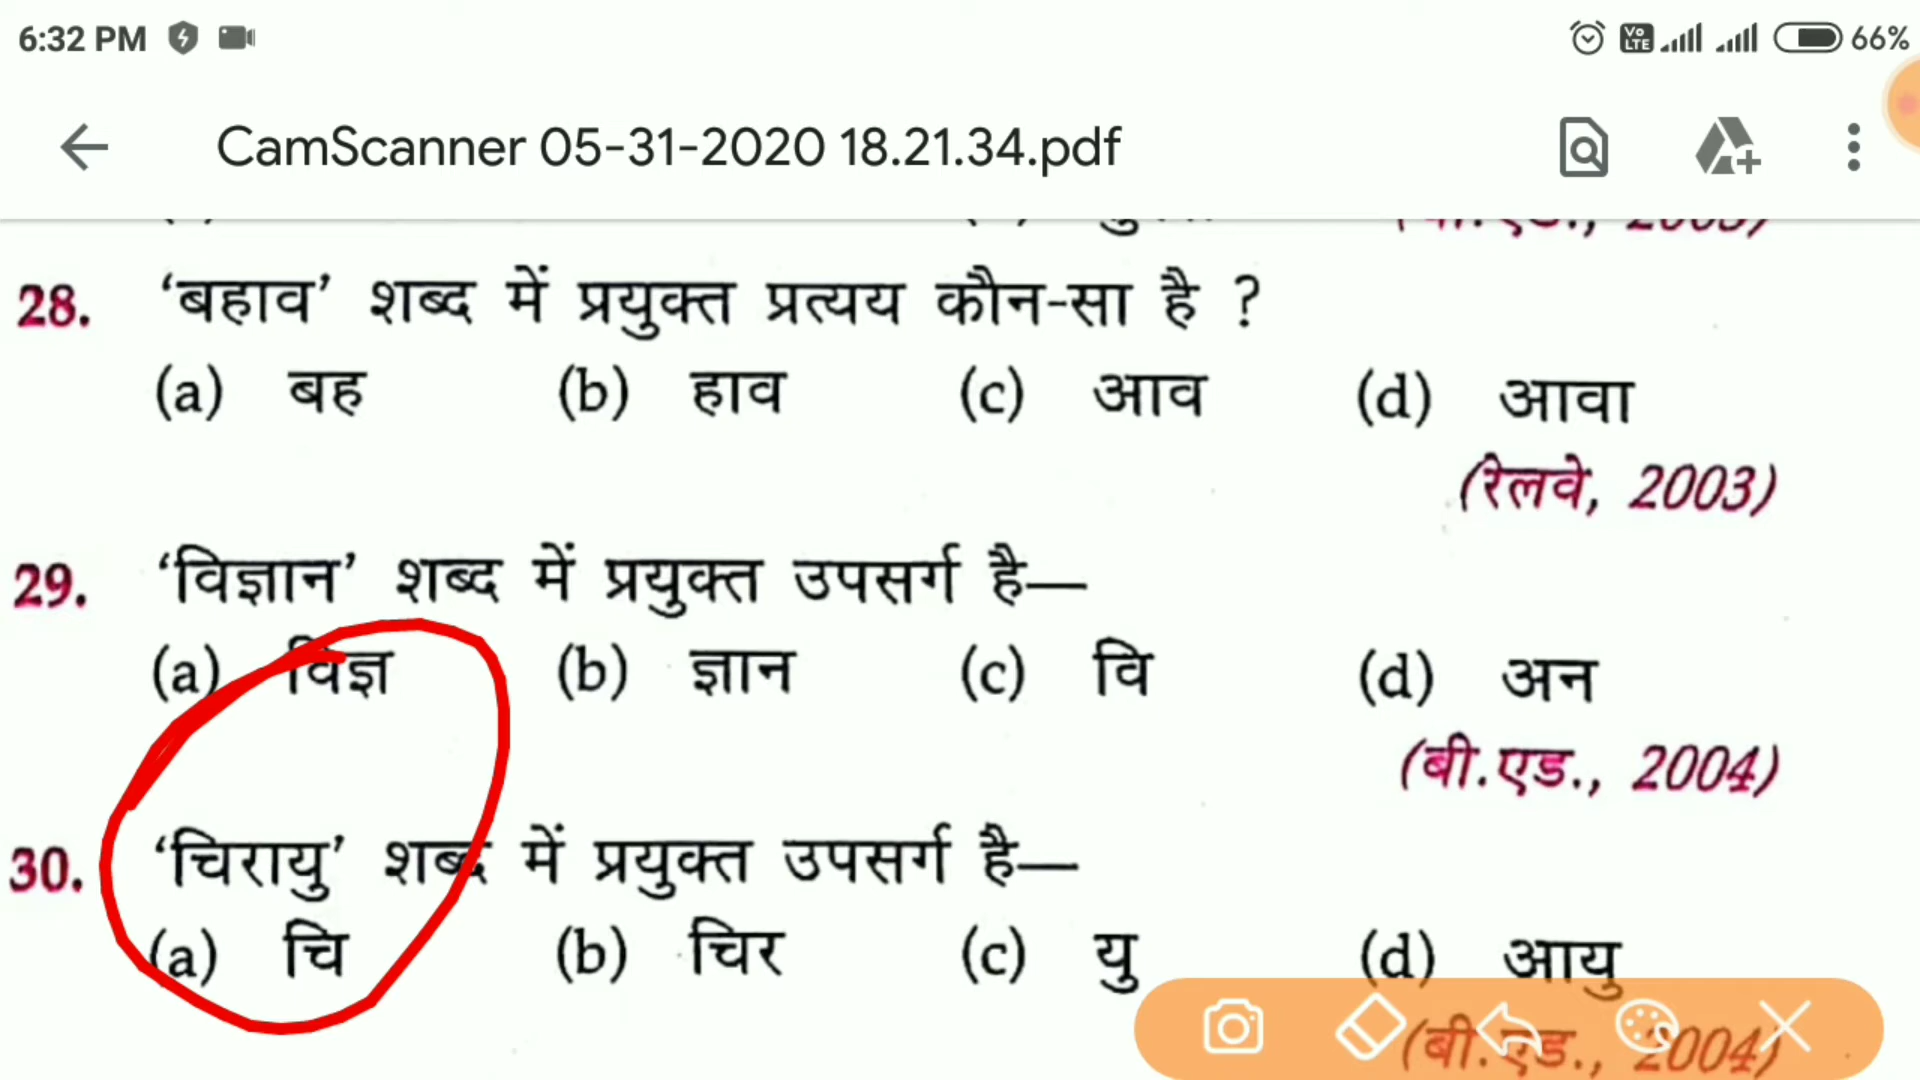 6:32 PM 66%
CamScanner 05-31-2020 18.21.34.pdf
28. ‘बहाव’ शब्द में प्रयुक्त प्रत्यय कौन-सा है ?
(a) बह (b) हाव (c) आव (d) आवा
(रेलवे, 2003)
29. ‘विज्ञान’ शब्द में प्रयुक्त उपसर्ग है—
(a) विज्ञ (b) ज्ञान (c) वि (d) अन
(बी.एड., 2004)
30. ‘चिरायु’ शब्द में प्रयुक्त उपसर्ग है—
(a) चि (b) चिर (c) यु (d) आयु
(बी.एड., 2004)